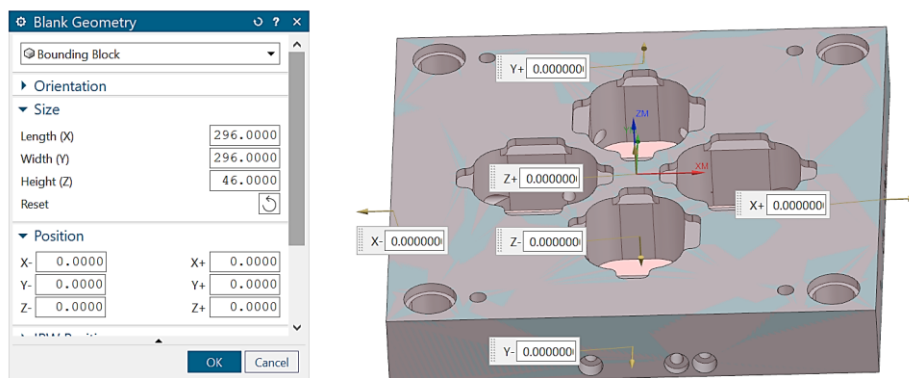 Blank Geometry
Bounding Block
Orientation
Size
Length (X) 296.0000
Width (Y) 296.0000
Height (Z) 46.0000
Reset
Position
X- 0.0000 X+ 0.0000
Y- 0.0000 Y+ 0.0000
Z- 0.0000 Z+ 0.0000
OK Cancel
Y+ 0.000000
ZM
XM
Z+ 0.000000
X+ 0.000000
X- 0.000000
Z- 0.000000
Y- 0.000000